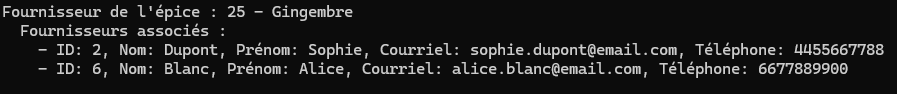 Fournisseur de l'épice : 25 - Gingembre
Fournisseurs associés :
- ID: 2, Nom: Dupont, Prénom: Sophie, Courriel: sophie.dupont@email.com, Téléphone: 4455667788
- ID: 6, Nom: Blanc, Prénom: Alice, Courriel: alice.blanc@email.com, Téléphone: 6677889900